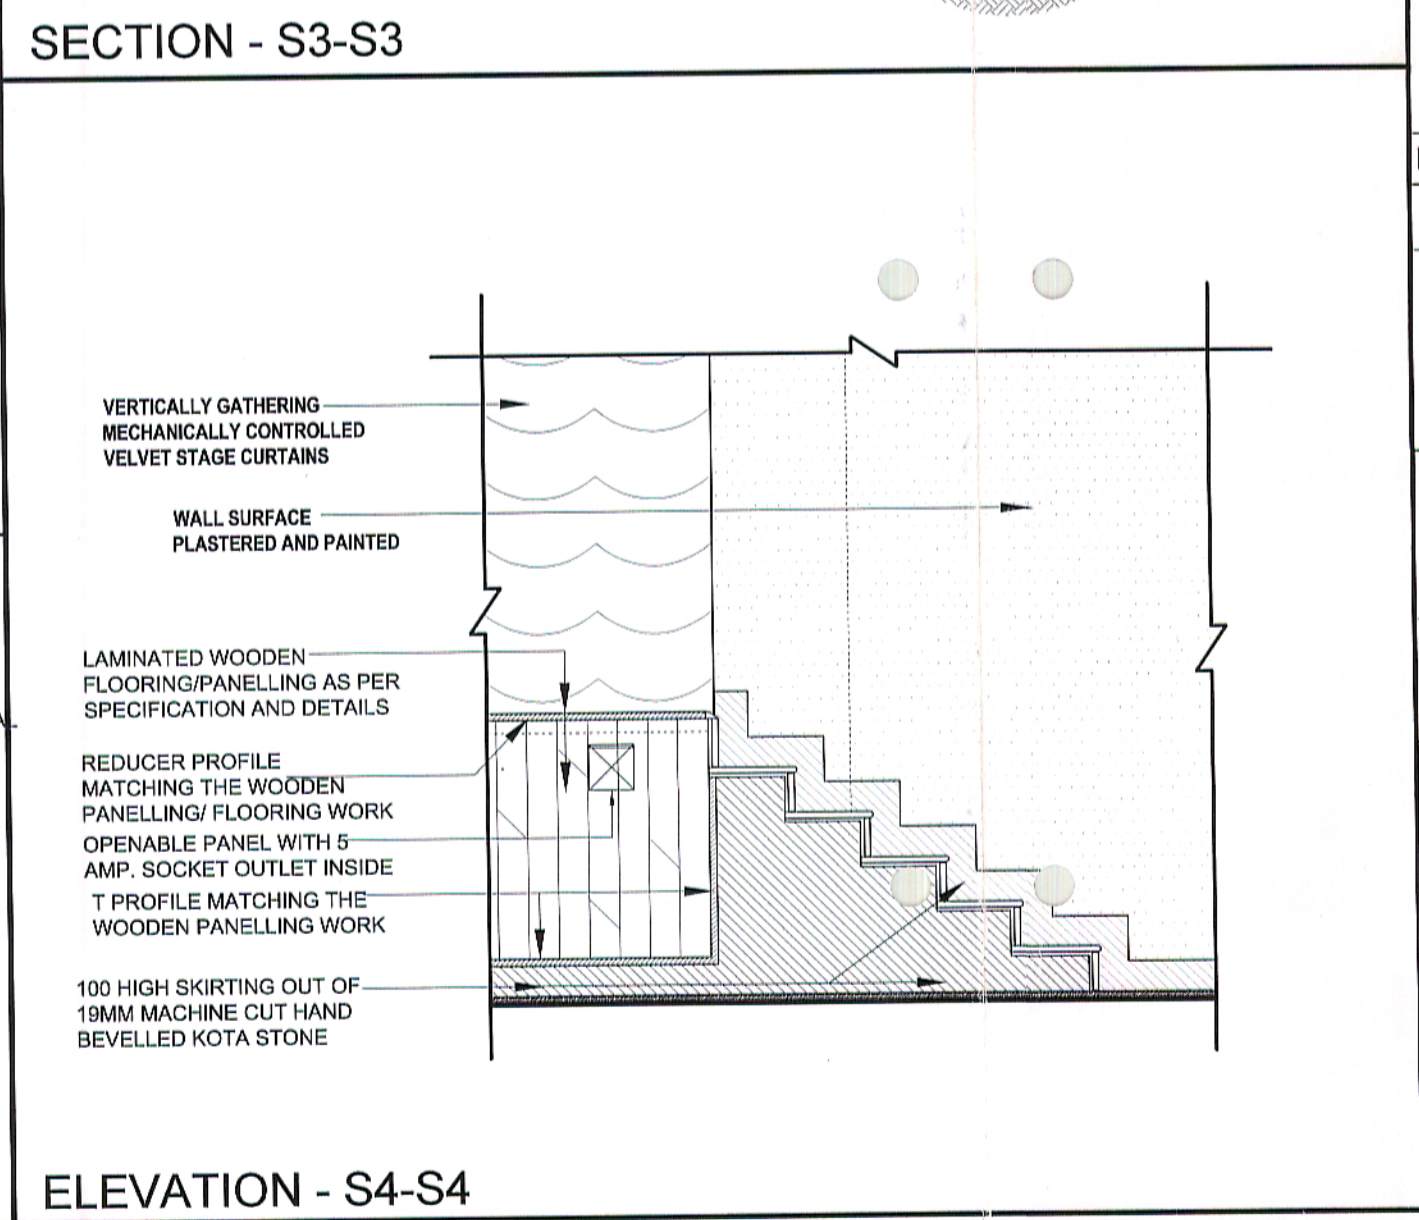 SECTION - S3-S3
VERTICALLY GATHERING
MECHANICALLY CONTROLLED
VELVET STAGE CURTAINS
WALL SURFACE
PLASTERED AND PAINTED
LAMINATED WOODEN
FLOORING/PANELLING AS PER
SPECIFICATION AND DETAILS
REDUCER PROFILE
MATCHING THE WOODEN
PANELLING/ FLOORING WORK
OPENABLE PANEL WITH 5
AMP. SOCKET OUTLET INSIDE
T PROFILE MATCHING THE
WOODEN PANELLING WORK
100 HIGH SKIRTING OUT OF
19MM MACHINE CUT HAND
BEVELLED KOTA STONE
ELEVATION - S4-S4